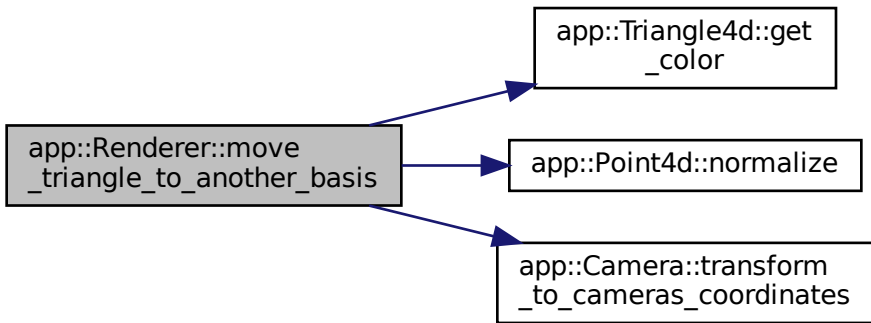 app::Triangle4d::get
_color
app::Renderer::move
_triangle_to_another_basis
app::Point4d::normalize
app::Camera::transform
_to_cameras_coordinates